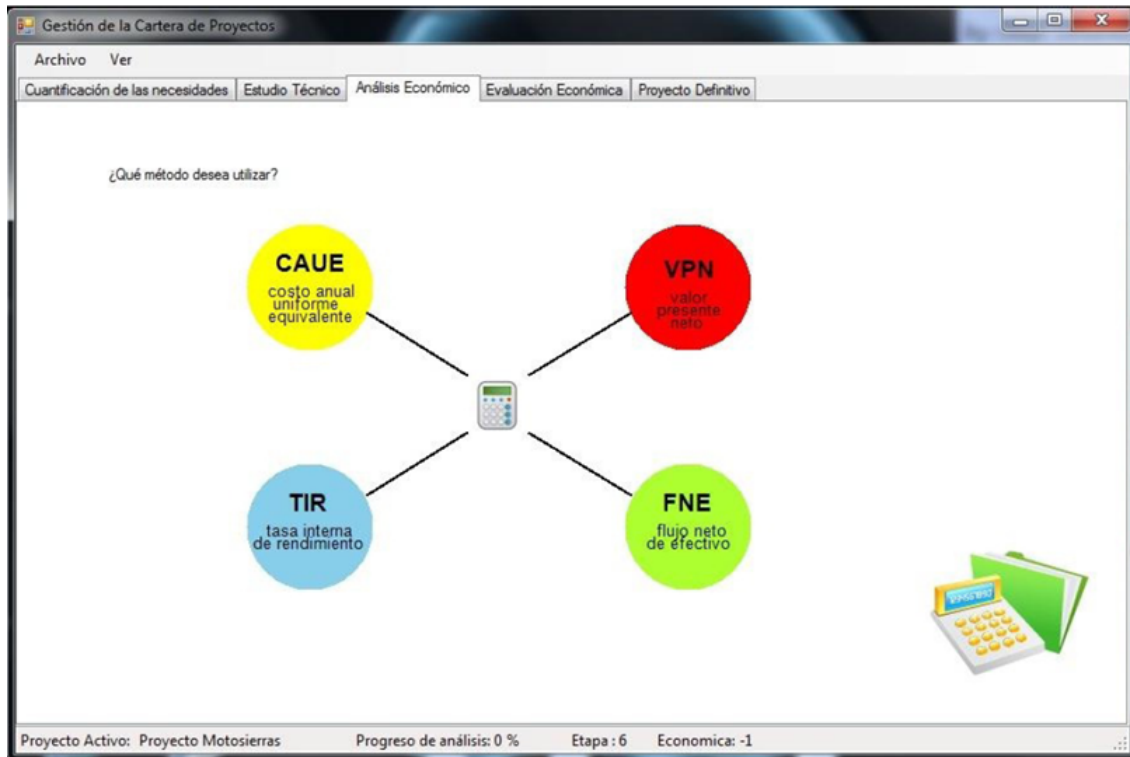 Gestión de la Cartera de Proyectos
Archivo Ver
Cuantificación de las necesidades Estudio Técnico Análisis Económico Evaluación Económica Proyecto Definitivo
¿Qué método desea utilizar?
CAUE
costo anual
uniforme
equivalente
VPN
valor
presente
neto
TIR
tasa interna
de rendimiento
FNE
flujo neto
de efectivo
Proyecto Activo: Proyecto Motosierras Progreso de análisis: 0 % Etapa : 6 Economica: -1